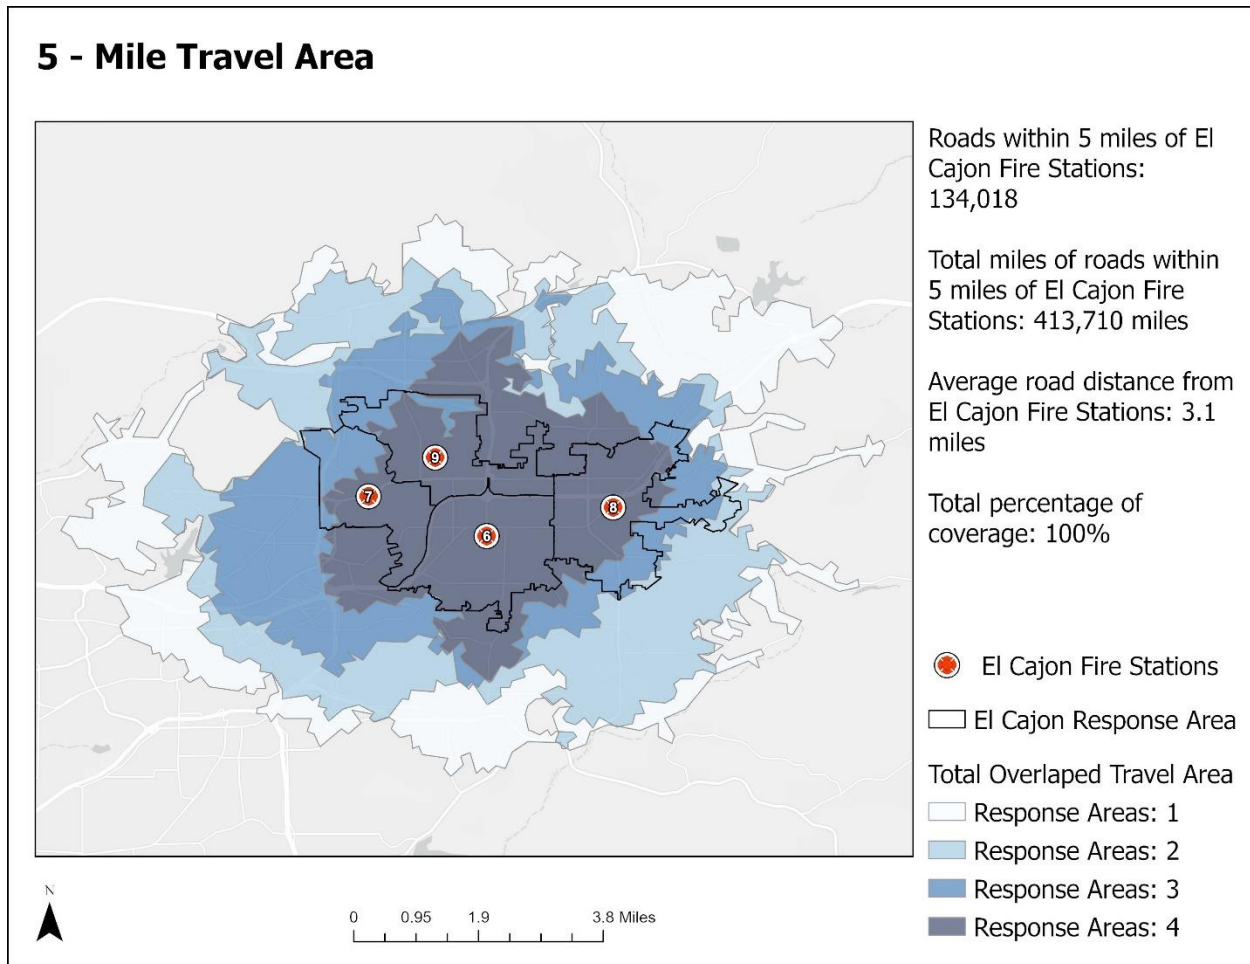 5 - Mile Travel Area
Roads within 5 miles of El
Cajon Fire Stations:
134,018
Total miles of roads within
5 miles of El Cajon Fire
Stations: 413,710 miles
Average road distance from
El Cajon Fire Stations: 3.1
miles
Total percentage of
coverage: 100%
9
7
8
6
El Cajon Fire Stations
El Cajon Response Area
Total Overlaped Travel Area
Response Areas: 1
Response Areas: 2
Response Areas: 3
Response Areas: 4
N
0 0.95 1.9 3.8 Miles